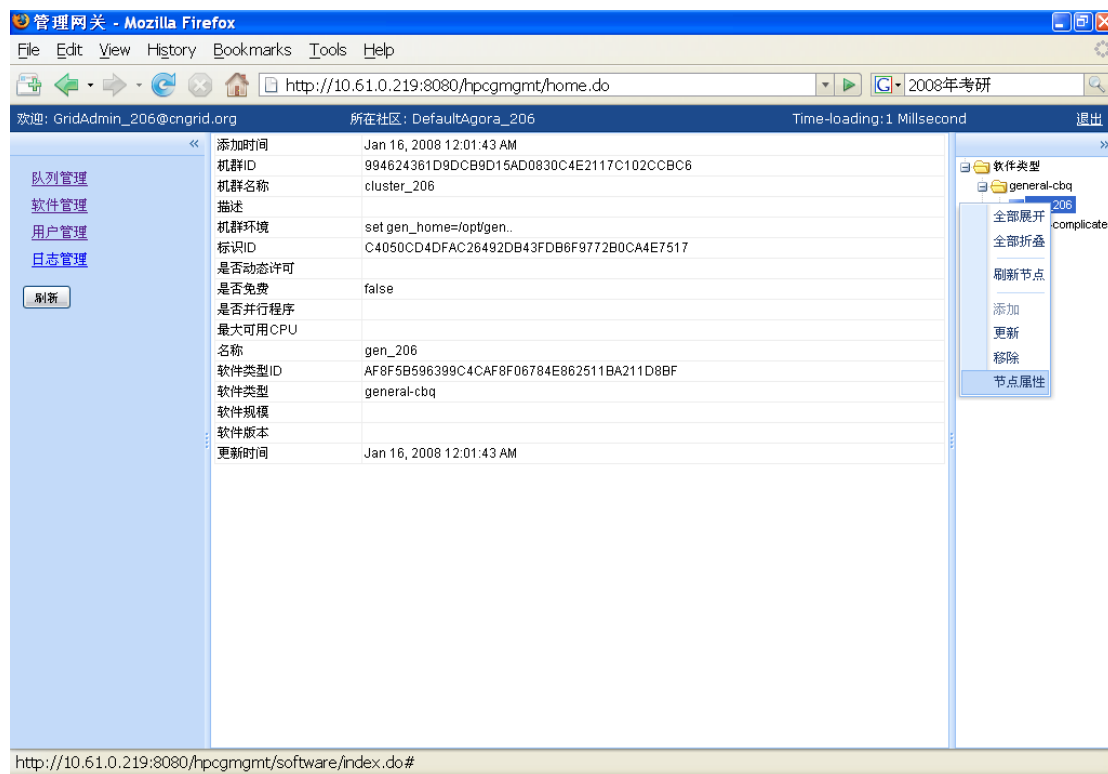 管理网关 - Mozilla Firefox
File Edit View History Bookmarks Tools Help
http://10.61.0.219:8080/hpcgmgmt/home.do
G 2008年考研
欢迎: GridAdmin_206@cngrid.org 所在社区: DefaultAgora_206 Time-loading:1 Millsecond 退出
«
队列管理
软件管理
用户管理
日志管理
刷新
添加时间 Jan 16, 2008 12:01:43 AM
机群ID 994624361D9DCB9D15AD0830C4E2117C102CCBC6
机群名称 cluster_206
描述
机群环境 set gen_home=/opt/gen..
标识ID C4050CD4DFAC26492DB43FDB6F9772B0CA4E7517
是否动态许可
是否免费 false
是否并行程序
最大可用CPU
名称 gen_206
软件类型ID AF8F5B596399C4CAF8F06784E862511BA211D8BF
软件类型 general-cbq
软件规模
软件版本
更新时间 Jan 16, 2008 12:01:43 AM
»
软件类型
general-cbq
_206
complicate
全部展开
全部折叠
刷新节点
添加
更新
移除
节点属性
http://10.61.0.219:8080/hpcgmgmt/software/index.do#